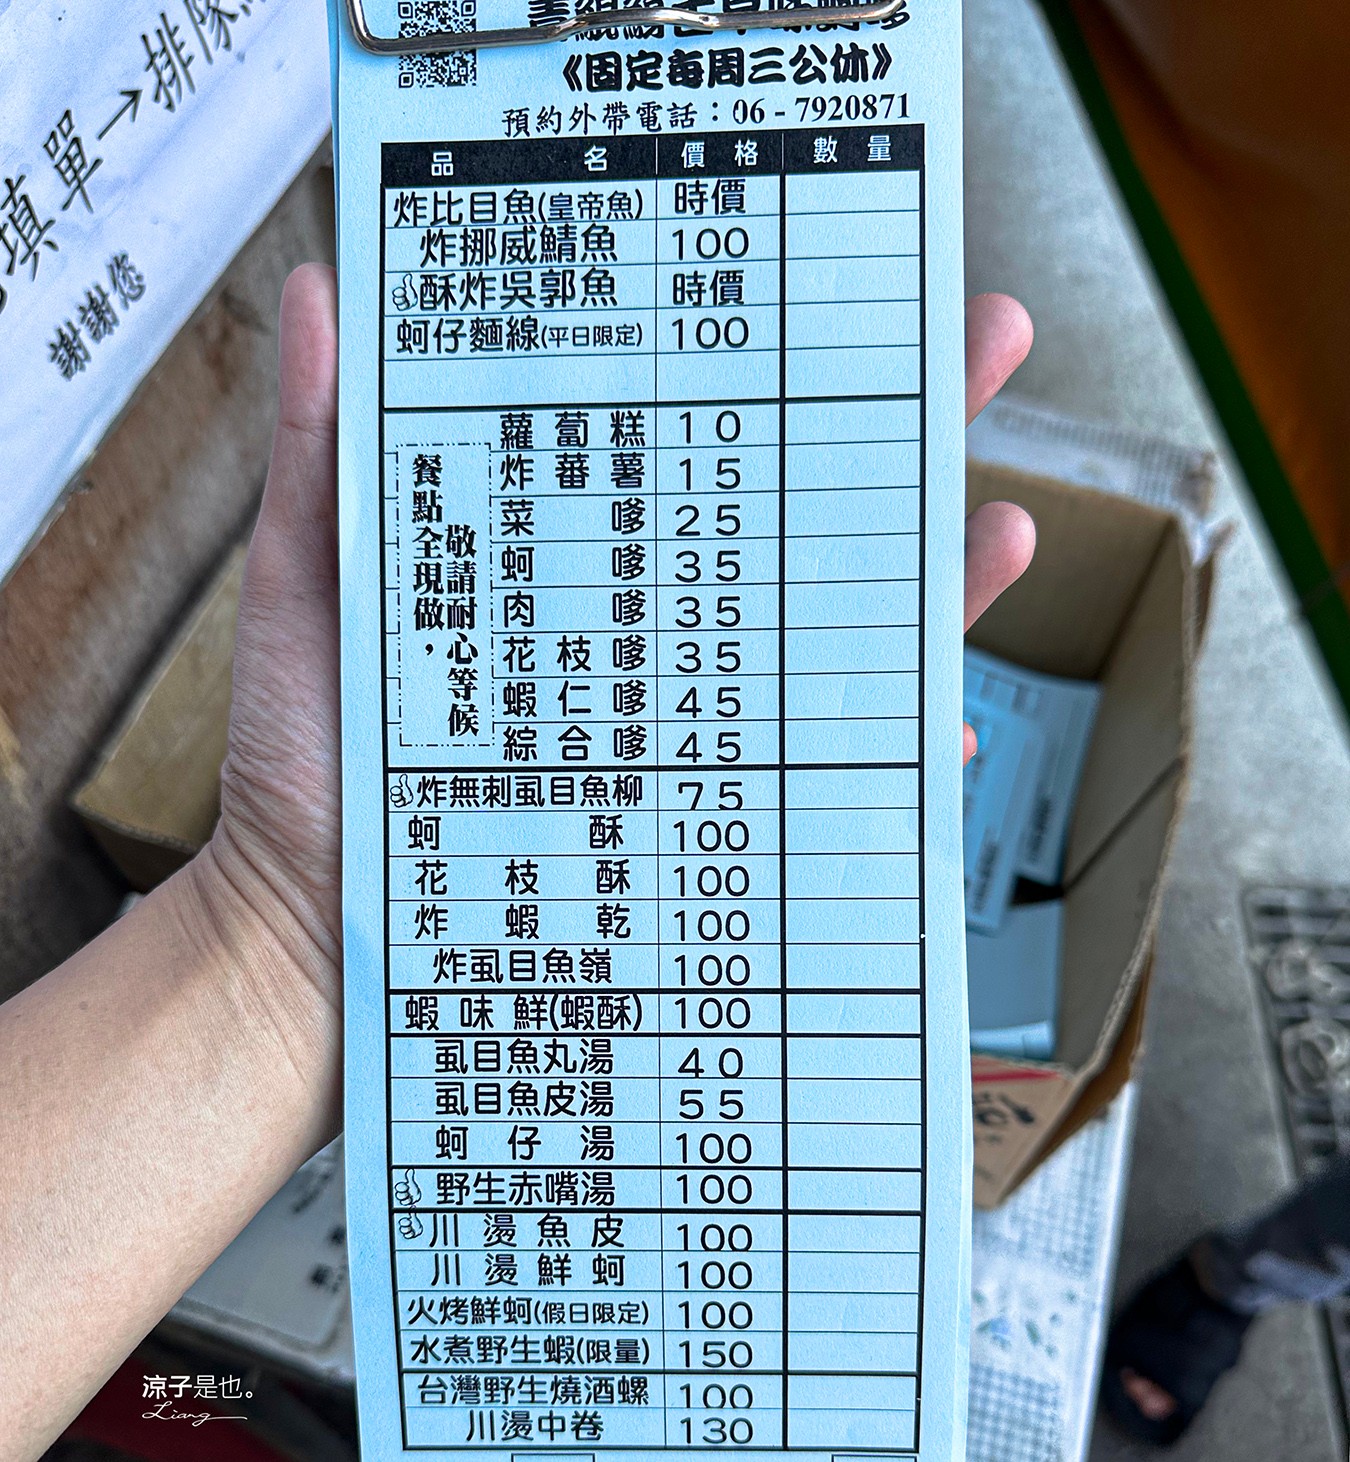 填單→排隊
謝謝您
《固定每周三公休》
預約外帶電話：06-7920871
品 名 價 格 數 量
炸比目魚(皇帝魚) 時價
炸挪威鯖魚 100
酥炸吳郭魚 時價
蚵仔麵線(平日限定) 100
蘿蔔糕 10
炸蕃薯 15
菜嗲 25
蚵嗲 35
肉嗲 35
花枝嗲 35
蝦仁嗲 45
綜合嗲 45
餐點全現做，
敬請耐心等候
炸無刺虱目魚柳 75
蚵酥 100
花枝酥 100
炸蝦乾 100
炸虱目魚嶺 100
蝦味鮮(蝦酥) 100
虱目魚丸湯 40
虱目魚皮湯 55
蚵仔湯 100
野生赤嘴湯 100
川燙魚皮 100
川燙鮮蚵 100
火烤鮮蚵(假日限定) 100
水煮野生蝦(限量) 150
台灣野生燒酒螺 100
川燙中卷 130
涼子是也。
Liang